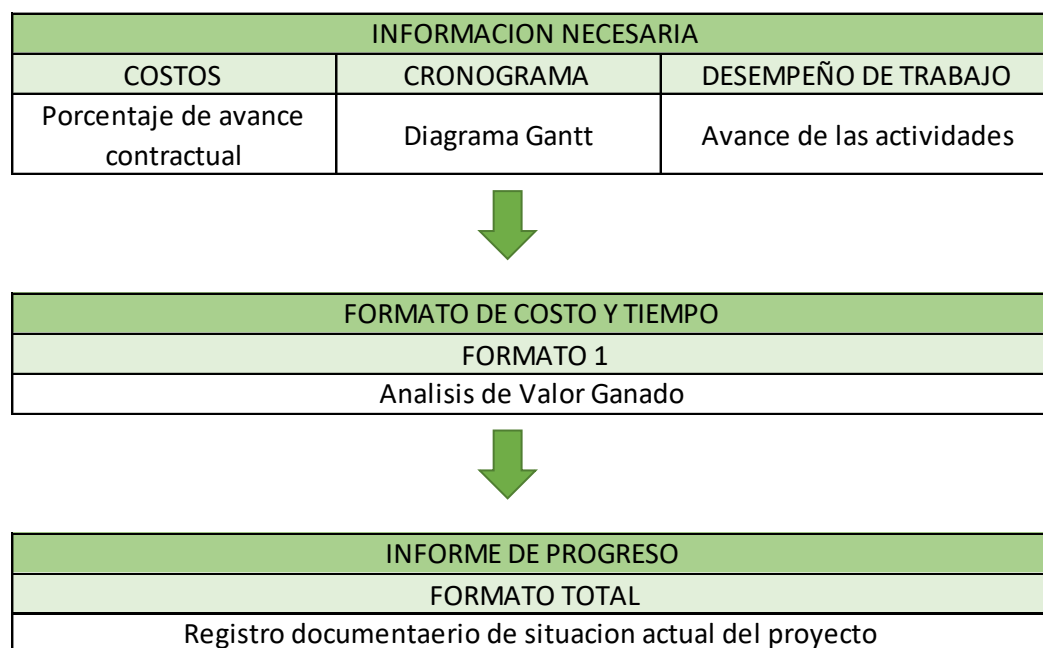 INFORMACION NECESARIA
COSTOS CRONOGRAMA DESEMPEÑO DE TRABAJO
Porcentaje de avance
contractual
Diagrama Gantt
Avance de las actividades
FORMATO DE COSTO Y TIEMPO
FORMATO 1
Analisis de Valor Ganado
INFORME DE PROGRESO
FORMATO TOTAL
Registro documentaerio de situacion actual del proyecto